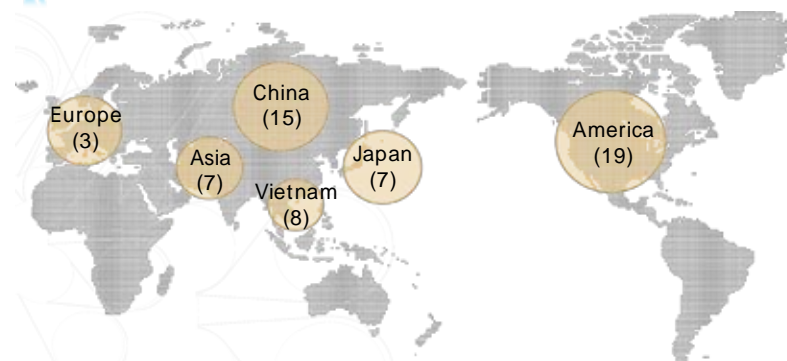 Europe
(3)
China
(15)
Asia
(7)
Vietnam
(8)
Japan
(7)
America
(19)